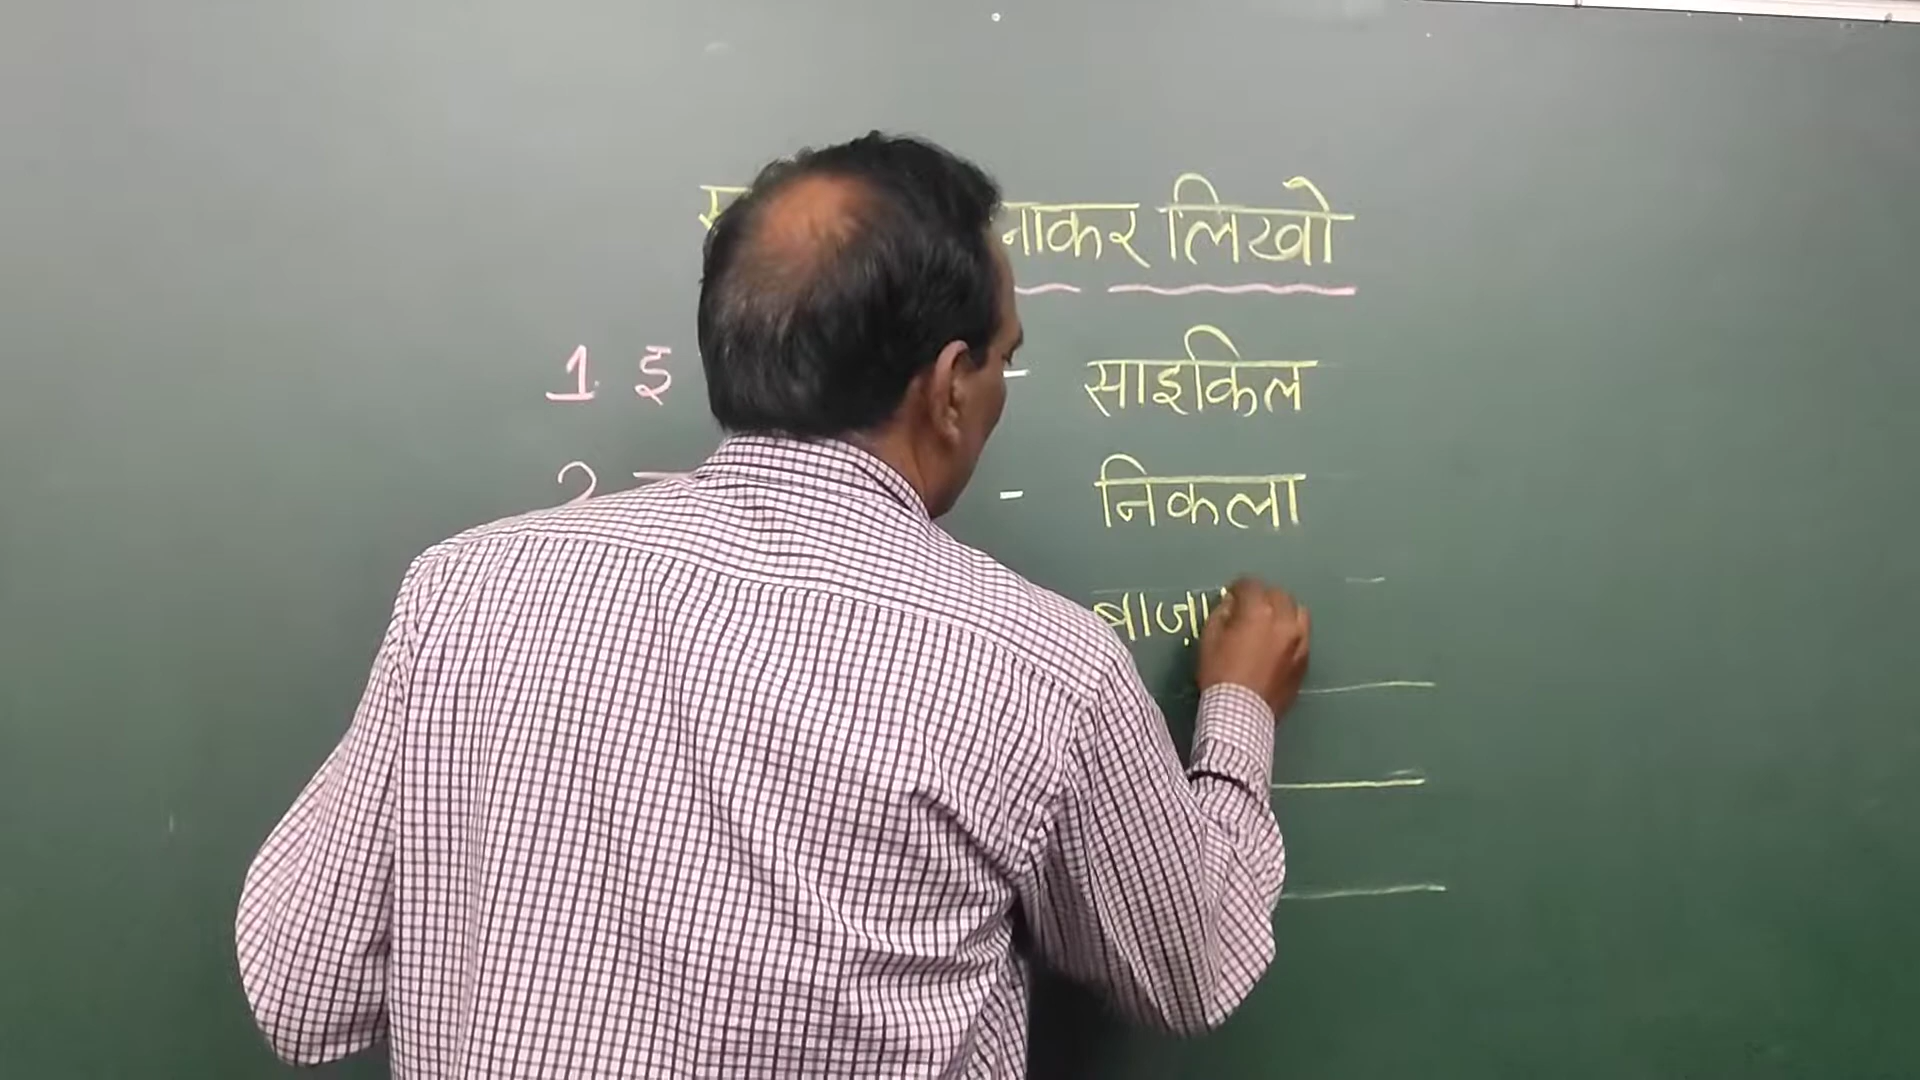 नाकर लिखो
1. इ - साइकिल
2 - निकला
बाज़ा